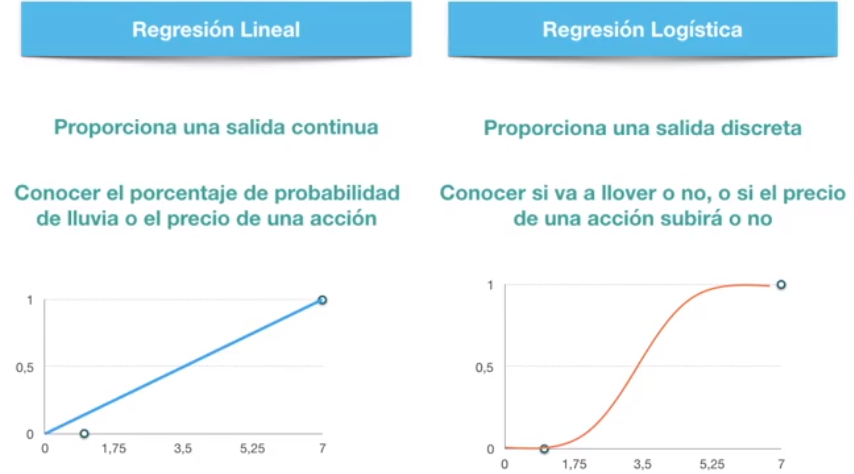 Regresión Lineal
Proporciona una salida continua
Conocer el porcentaje de probabilidad
de lluvia o el precio de una acción
1
0,5
0
0 1,75 3,5 5,25 7
Regresión Logística
Proporciona una salida discreta
Conocer si va a llover o no, o si el precio
de una acción subirá o no
1
0,5
0
0 1,75 3,5 5,25 7